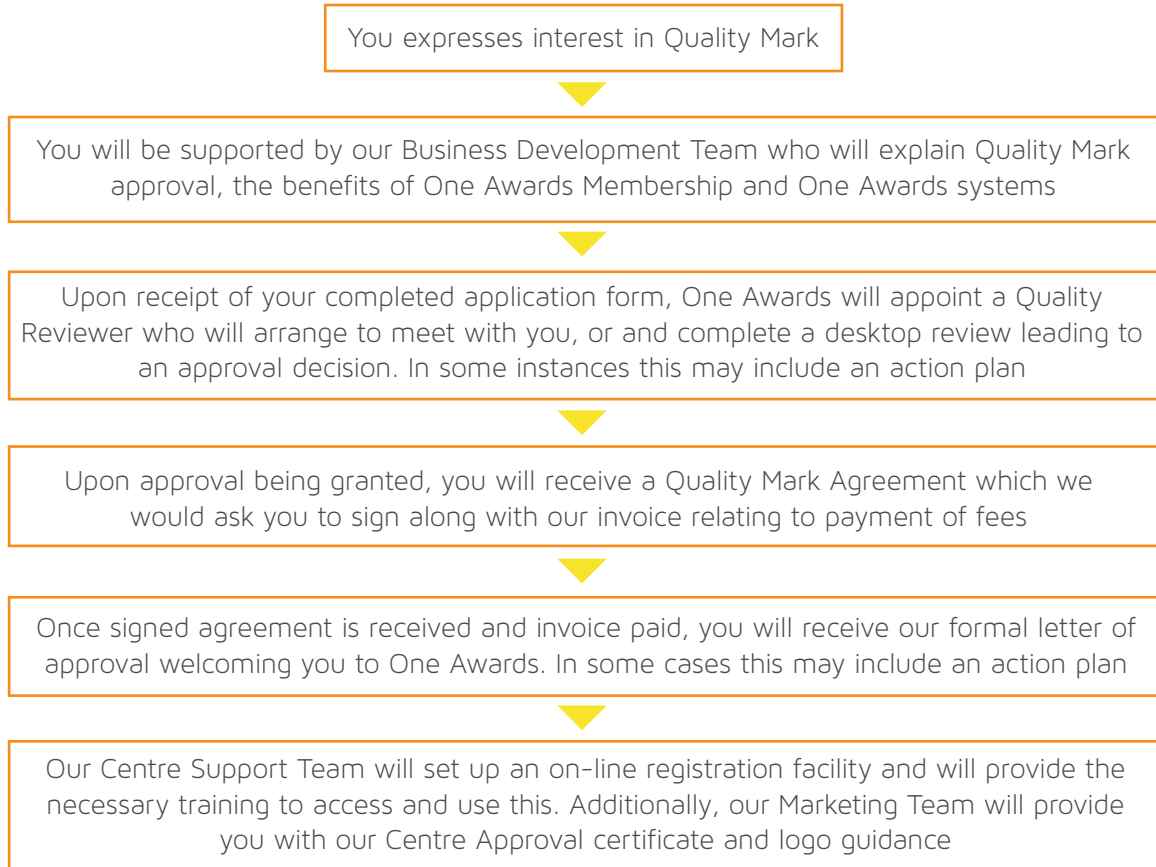 You expresses interest in Quality Mark
You will be supported by our Business Development Team who will explain Quality Mark
approval, the benefits of One Awards Membership and One Awards systems
Upon receipt of your completed application form, One Awards will appoint a Quality
Reviewer who will arrange to meet with you, or and complete a desktop review leading to
an approval decision. In some instances this may include an action plan
Upon approval being granted, you will receive a Quality Mark Agreement which we
would ask you to sign along with our invoice relating to payment of fees
Once signed agreement is received and invoice paid, you will receive our formal letter of
approval welcoming you to One Awards. In some cases this may include an action plan
Our Centre Support Team will set up an on-line registration facility and will provide the
necessary training to access and use this. Additionally, our Marketing Team will provide
you with our Centre Approval certificate and logo guidance